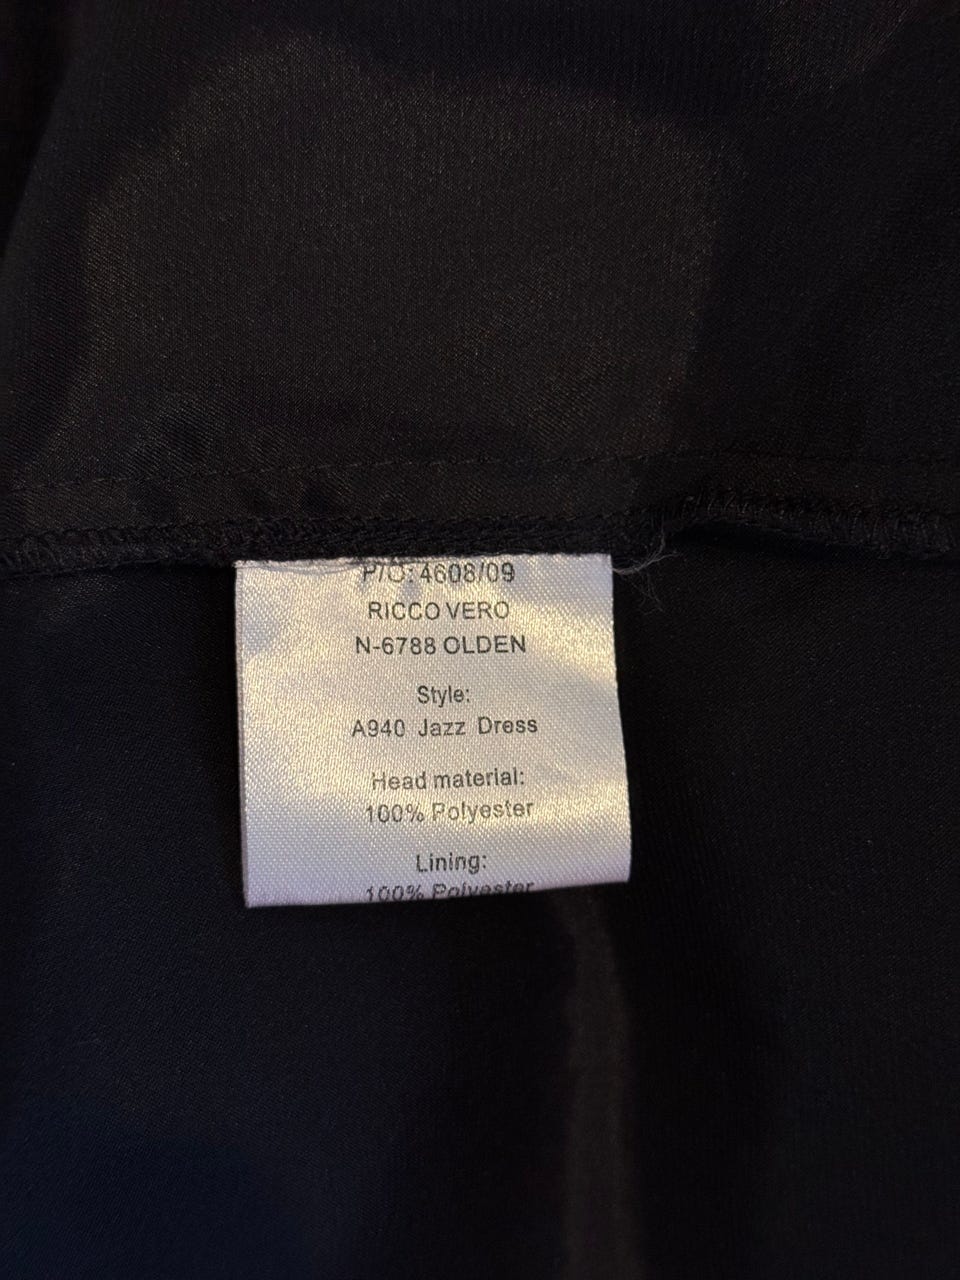 P/O: 4608/09
RICCO VERO
N-6788 OLDEN
Style:
A940 Jazz Dress
Head material:
100% Polyester
Lining:
100% Polyester